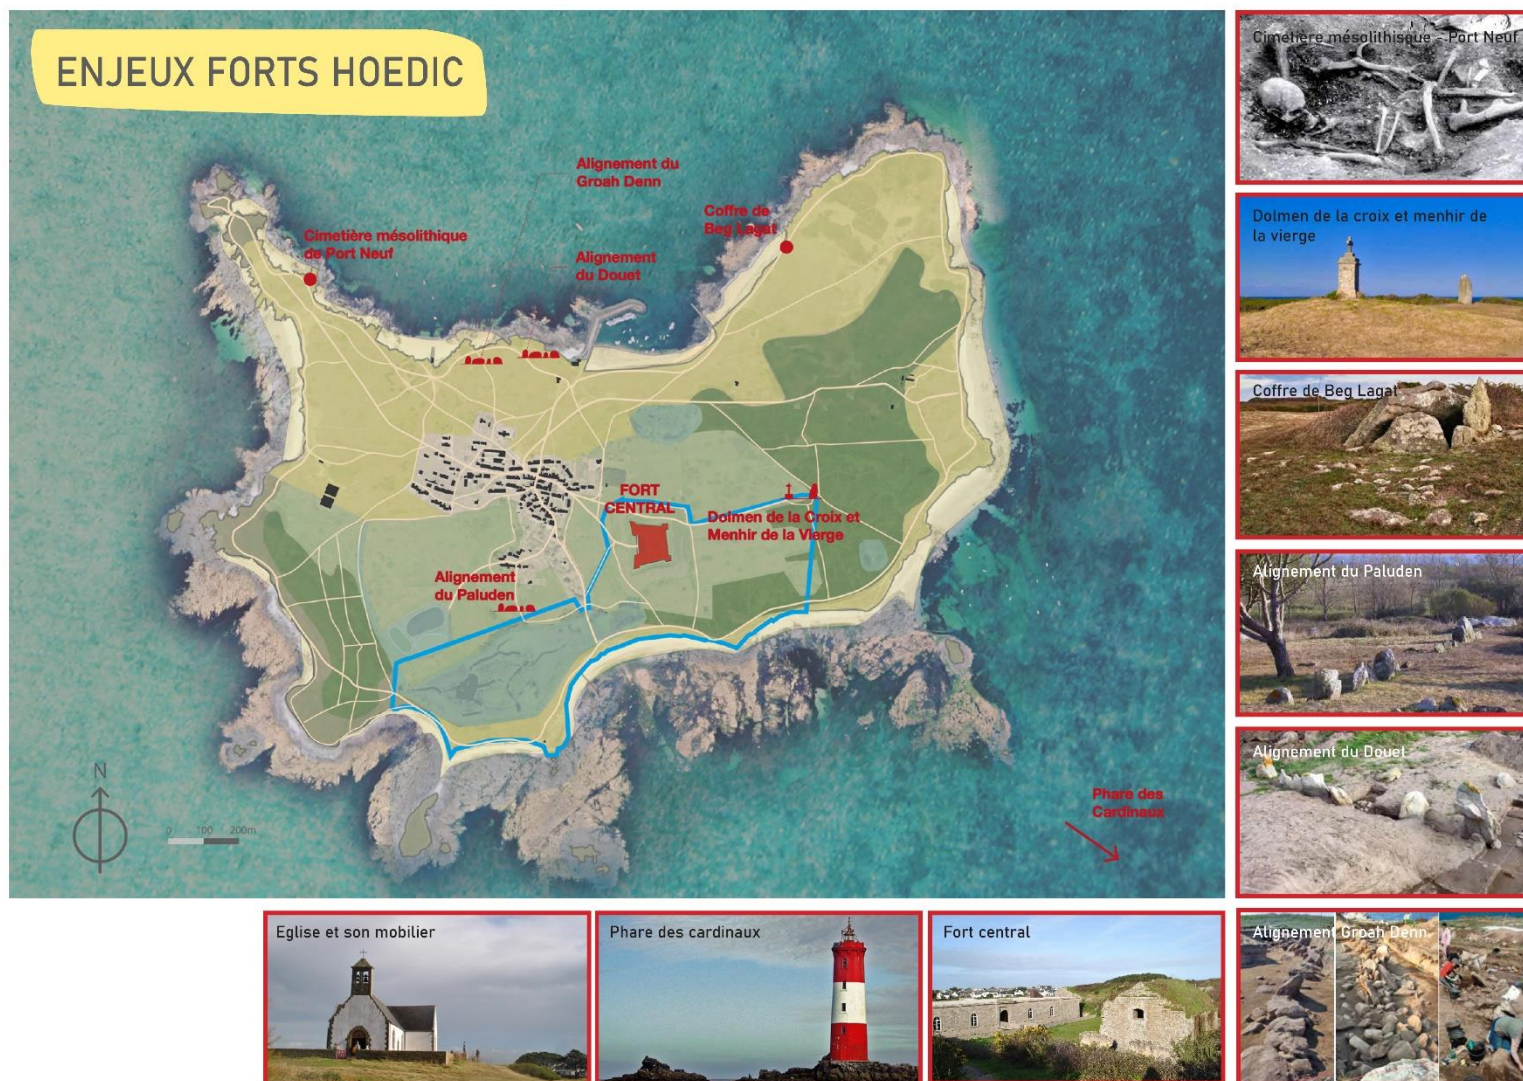 ENJEUX FORTS HOEDIC
Alignement du
Groah Denn
Coffre de
Beg Lagat
Cimetière mésolithique
de Port Neuf
Alignement
du Douet
FORT
CENTRAL
Dolmen de la Croix et
Menhir de la Vierge
Alignement
du Paluden
Phare des
Cardinaux
N
0 100 200m
Cimetière mésolithisque - Port Neuf
Dolmen de la croix et menhir de
la vierge
Coffre de Beg Lagat
Alignement du Paluden
Alignement du Douet
Alignement Groah Denn
Eglise et son mobilier
Phare des cardinaux
Fort central